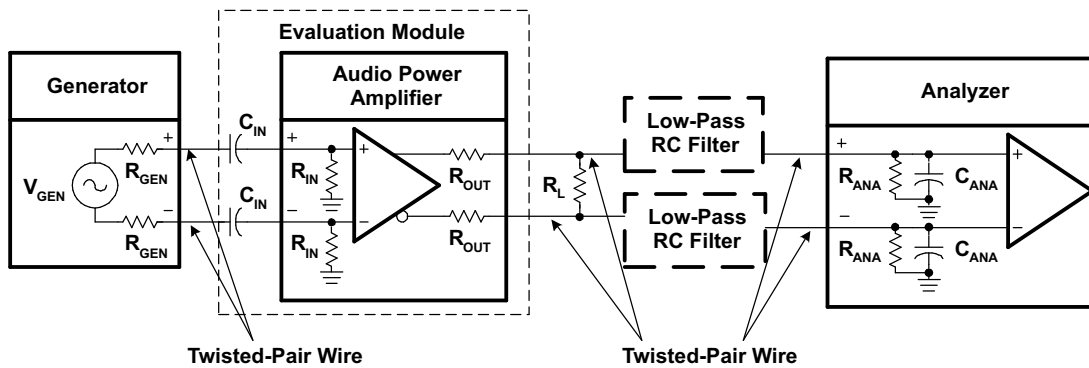 Evaluation Module
Generator
Audio Power
Amplifier
Analyzer
Low-Pass
RC Filter
Low-Pass
RC Filter
V_GEN
R_GEN
R_GEN
+
−
C_IN
C_IN
+
−
R_IN
R_IN
+
−
R_OUT
R_OUT
R_L
+
−
R_ANA
R_ANA
C_ANA
C_ANA
+
−
Twisted-Pair Wire
Twisted-Pair Wire